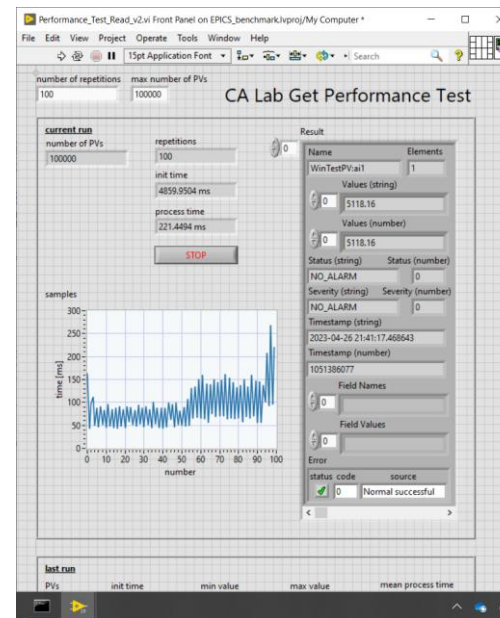 Performance_Test_Read_v2.vi Front Panel on EPICS_benchmark.lvproj/My Computer *
File Edit View Project Operate Tools Window Help
15pt Application Font Search
number of repetitions max number of PVs
100 100000
CA Lab Get Performance Test
current run
number of PVs
100000
repetitions
100
init time
4859.9504 ms
process time
221.4494 ms
STOP
samples
300
250
200
150
100
50
0
time [ms]
0 10 20 30 40 50 60 70 80 90 100
number
Result
0
Name Elements
WinTestPV:ai1 1
Values (string)
0 5118.16
Values (number)
0 5118.16
Status (string) Status (number)
NO_ALARM 0
Severity (string) Severity (number)
NO_ALARM 0
Timestamp (string)
2023-04-26 21:41:17.468643
Timestamp (number)
1051386077
Field Names
0
Field Values
0
Error
status code source
0 Normal successful
last run
PVs init time min value max value mean process time